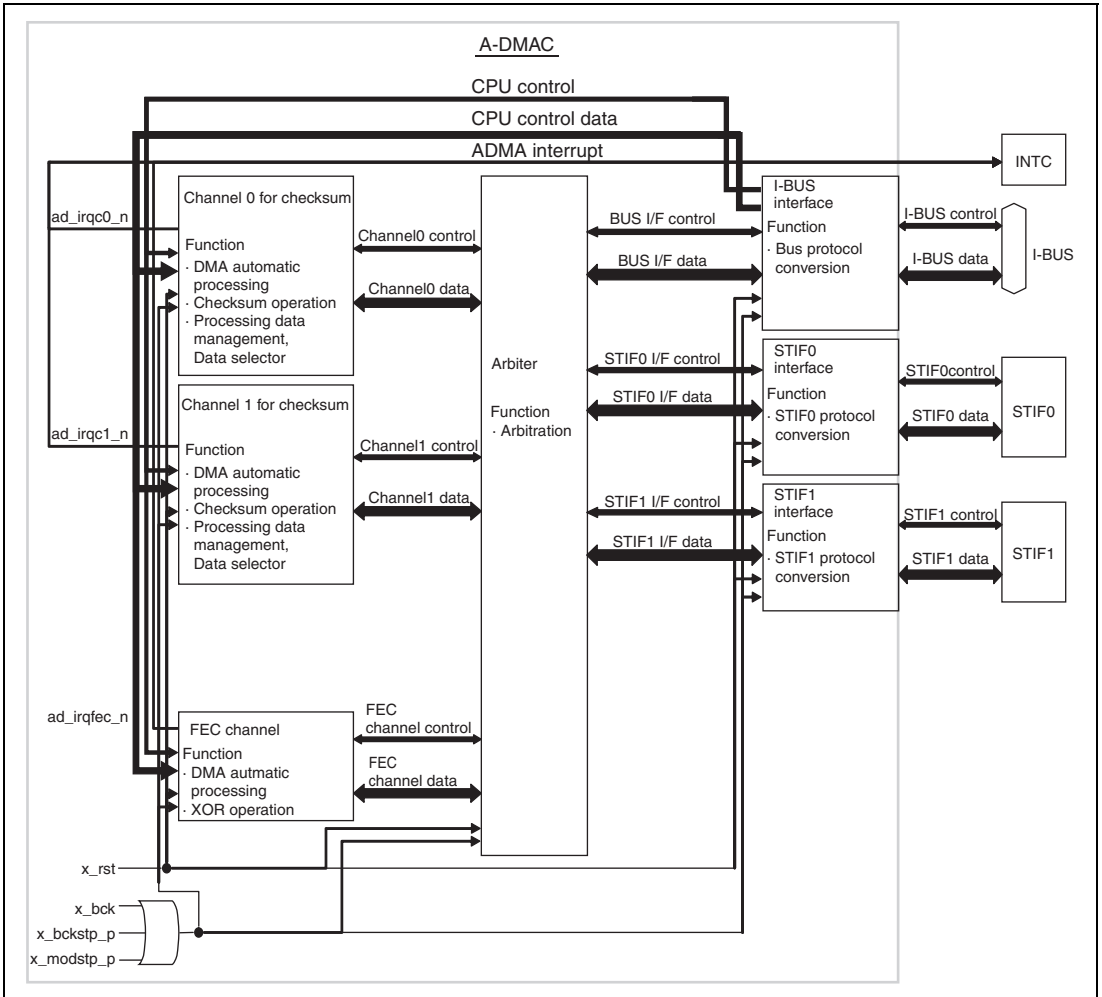 A-DMAC
CPU control
CPU control data
ADMA interrupt
INTC
ad_irqc0_n
Channel 0 for checksum
Function
· DMA automatic
processing
· Checksum operation
· Processing data
management,
Data selector
Channel0 control
Channel0 data
ad_irqc1_n
Channel 1 for checksum
Function
· DMA automatic
processing
· Checksum operation
· Processing data
management,
Data selector
Channel1 control
Channel1 data
ad_irqfec_n
FEC channel
Function
· DMA autmatic
processing
· XOR operation
FEC
channel control
FEC
channel data
Arbiter
Function
· Arbitration
BUS I/F control
BUS I/F data
STIF0 I/F control
STIF0 I/F data
STIF1 I/F control
STIF1 I/F data
I-BUS
interface
Function
· Bus protocol
conversion
I-BUS control
I-BUS data
I-BUS
STIF0
interface
Function
· STIF0 protocol
conversion
STIF0control
STIF0 data
STIF0
STIF1
interface
Function
· STIF1 protocol
conversion
STIF1 control
STIF1 data
STIF1
x_rst
x_bck
x_bckstp_p
x_modstp_p